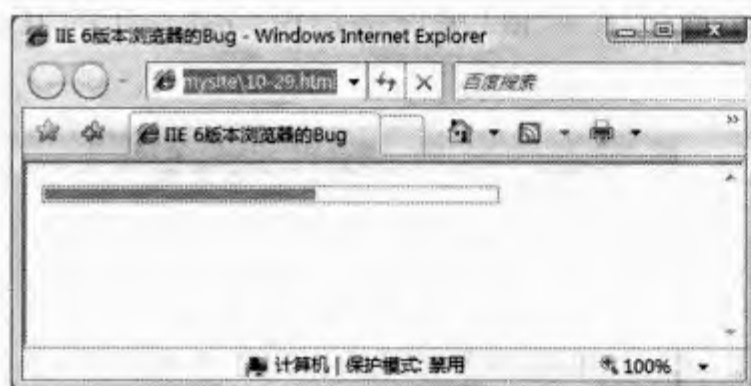 IIE 6版本浏览器的Bug - Windows Internet Explorer
mysite\10-29.html
百度搜索
IIE 6版本浏览器的Bug
计算机 | 保护模式: 禁用
100%